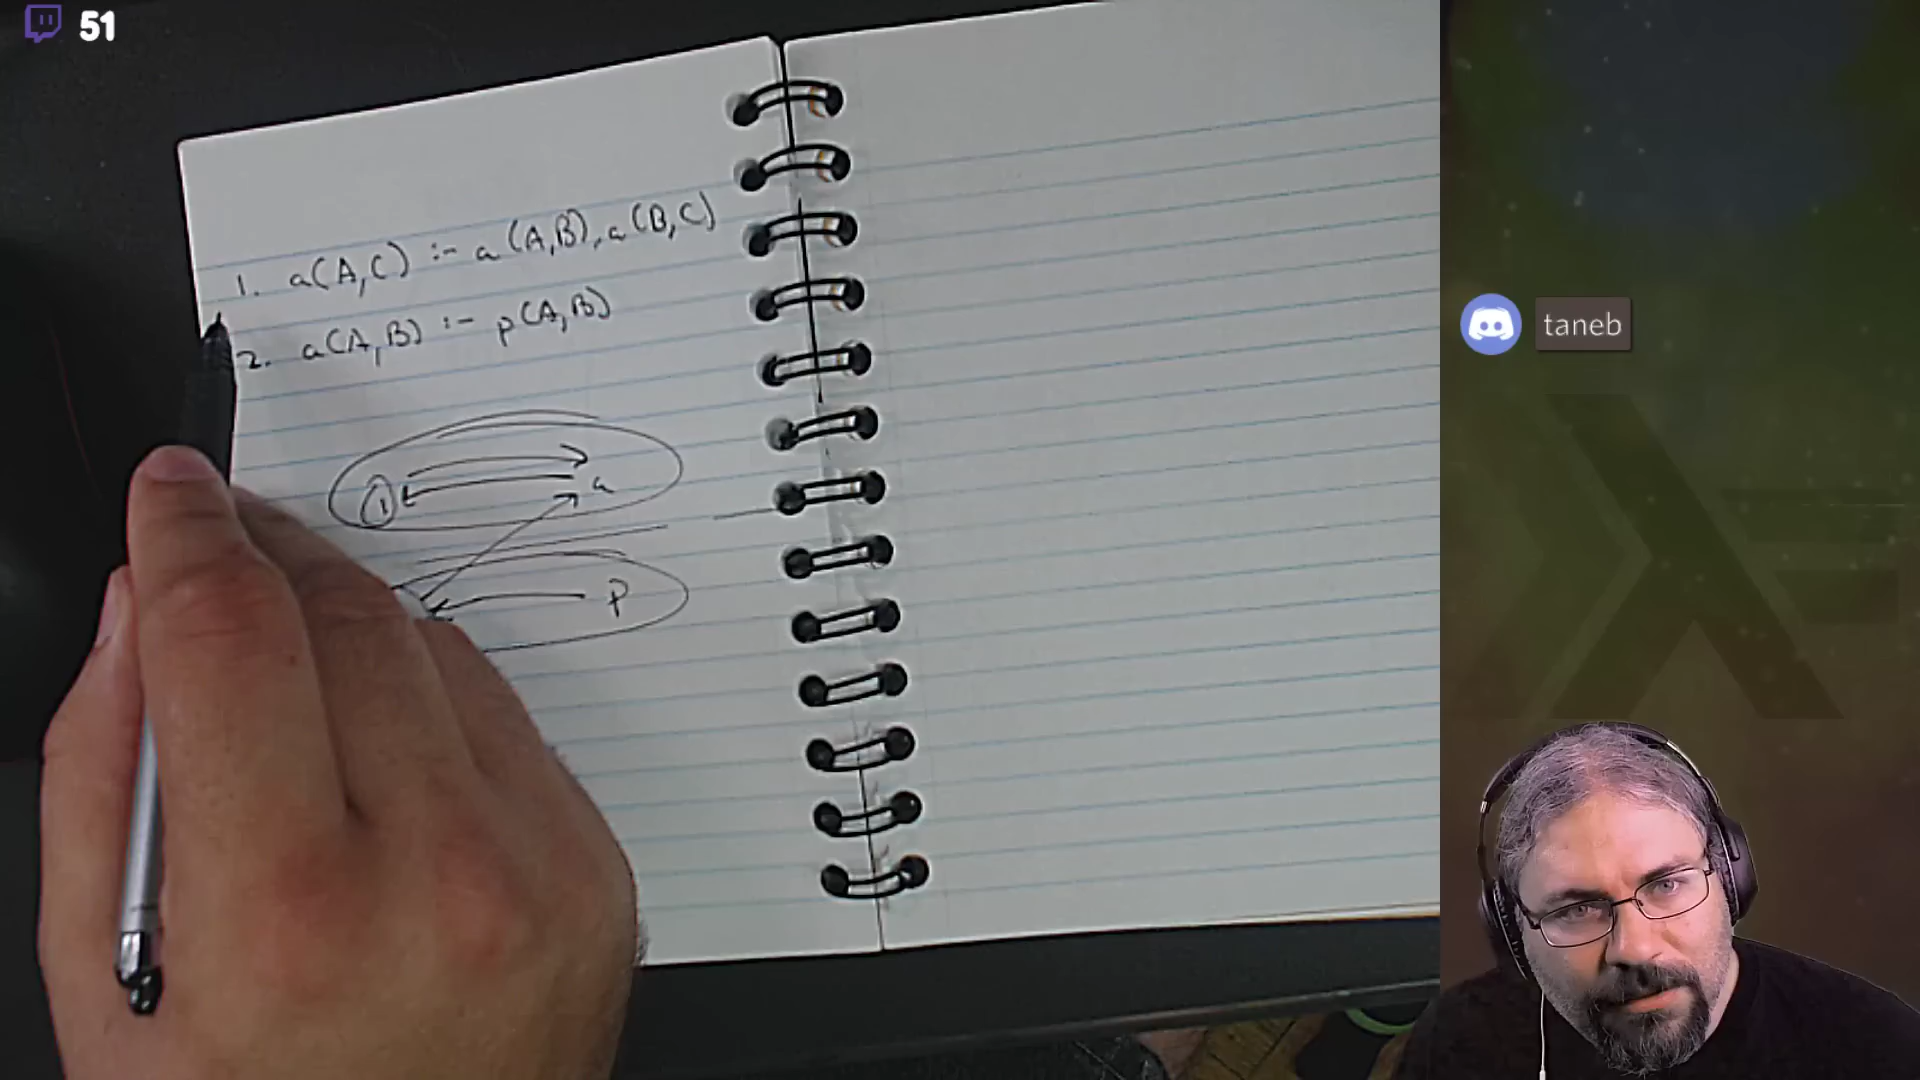 51
1. a(A,C) :- a(A,B), a(B,C)
2. a(A,B) :- p(A,B)
1 a
p
taneb